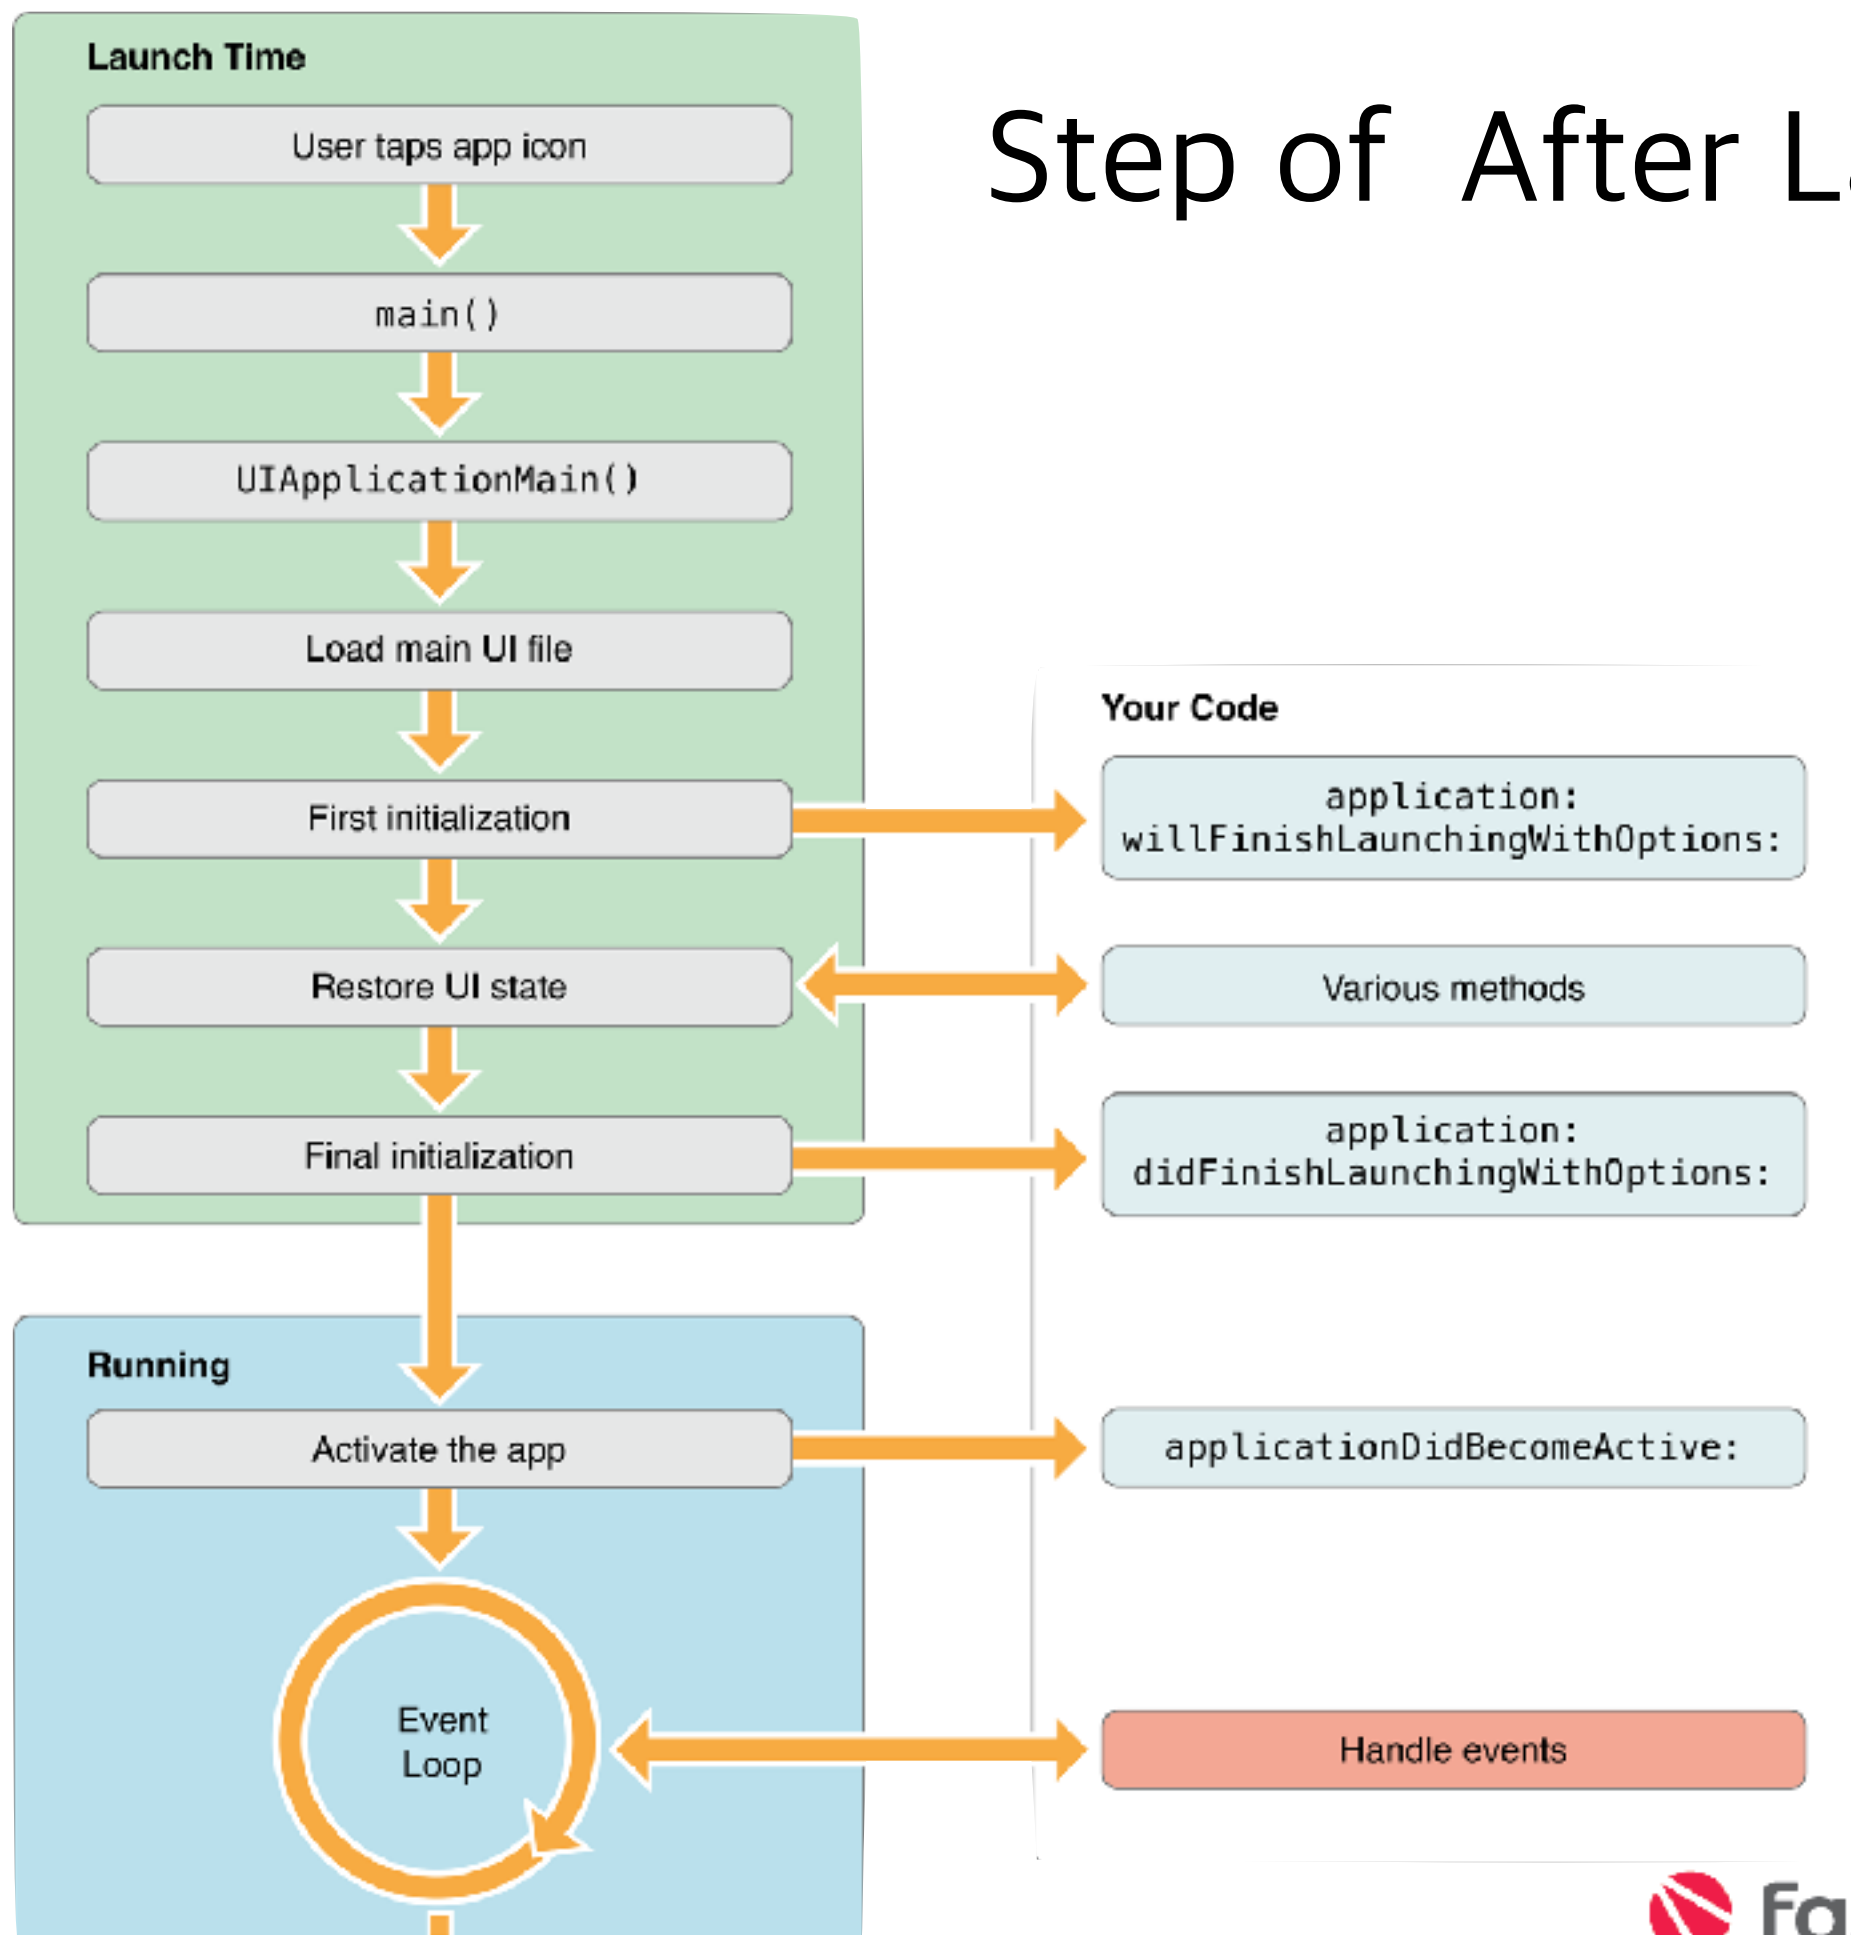 Launch Time
User taps app icon
main()
UIApplicationMain()
Load main UI file
First initialization
Restore UI state
Final initialization
Running
Activate the app
Event
Loop
Step of  After L
Your Code
application:
willFinishLaunchingWithOptions:
Various methods
application:
didFinishLaunchingWithOptions:
applicationDidBecomeActive:
Handle events